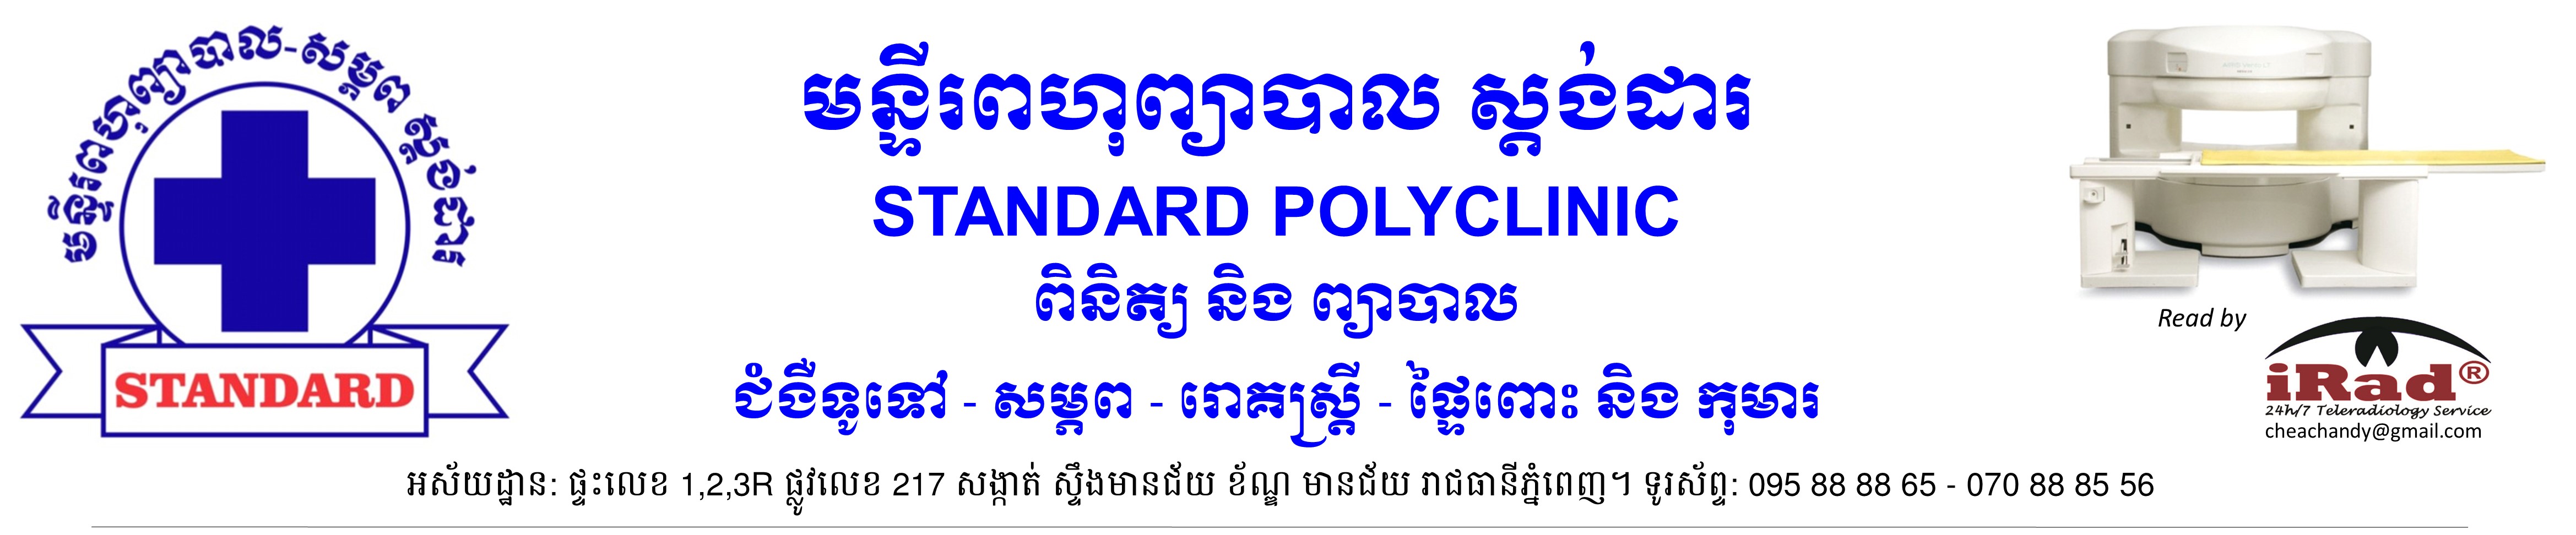 មន្ទីរពហុព្យាបាល-សម្ភព ស្តង់ដារ
STANDARD
មន្ទីរពហុព្យាបាល ស្តង់ដារ
STANDARD POLYCLINIC
ពិនិត្យ និង ព្យាបាល
ជំងឺទូទៅ - សម្ភព - រោគស្ត្រី - ផ្ទៃពោះ និង កុមារ
Read by
iRad®
24h/7 Teleradiology Service
cheachandy@gmail.com
អស័យដ្ឋាន: ផ្ទះលេខ 1,2,3R ផ្លូវលេខ 217 សង្កាត់ ស្ទឹងមានជ័យ ខ័ណ្ឌ មានជ័យ រាជធានីភ្នំពេញ។ ទូរស័ព្ទ: 095 88 88 65 - 070 88 85 56